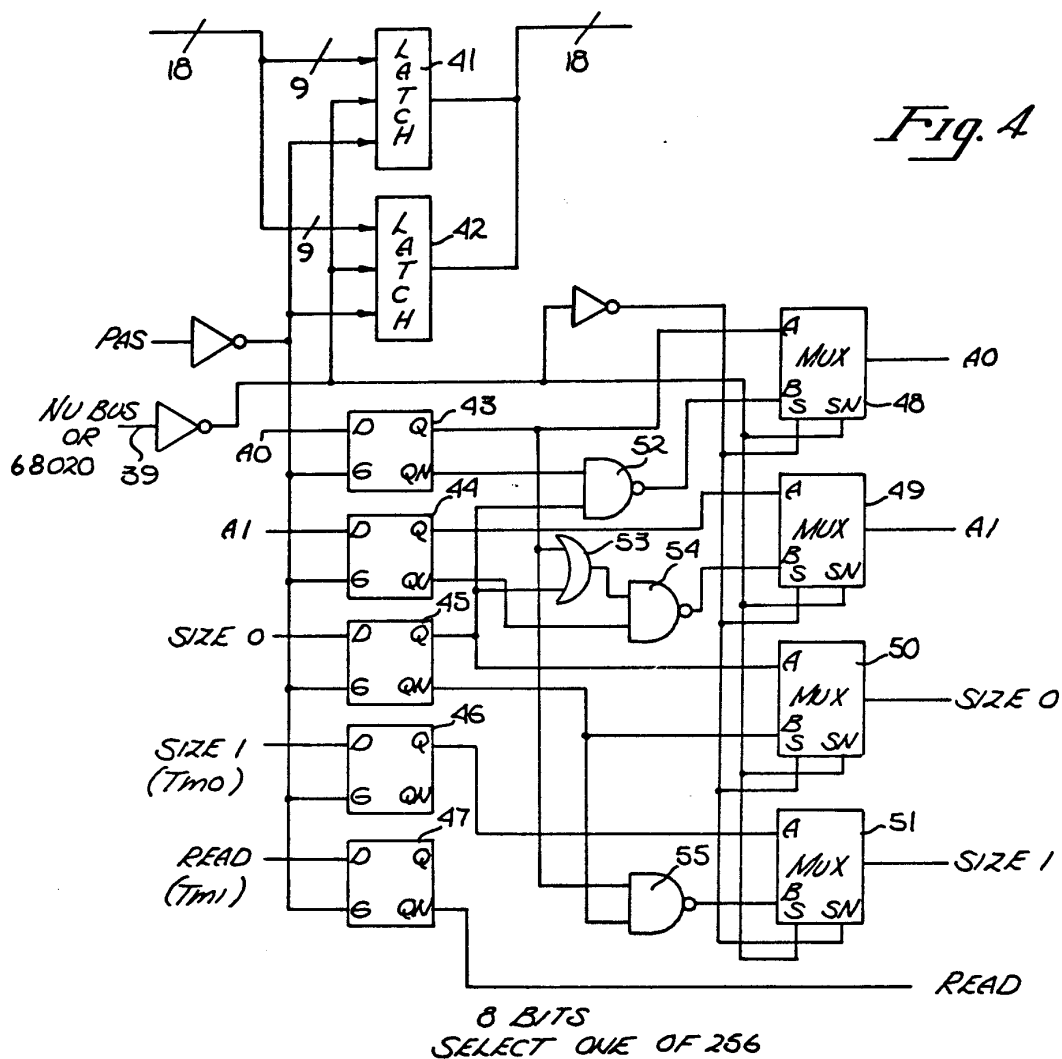 18
9
L
A
T
C
H
41
18
Fig. 4
9
L
A
T
C
H
42
PAS
NU BUS
OR
68020
39
A0
D Q
G QN
43
52
A
MUX
B
S SN
48
A0
A1
D Q
G QN
44
53
54
A
MUX
B
S SN
49
A1
SIZE 0
D Q
G QN
45
A
MUX
B
S SN
50
SIZE 0
SIZE 1
(Tm0)
D Q
G QN
46
A
MUX
B
S SN
51
SIZE 1
READ
(Tm1)
D Q
G QN
47
55
READ
8 BITS
SELECT ONE OF 256